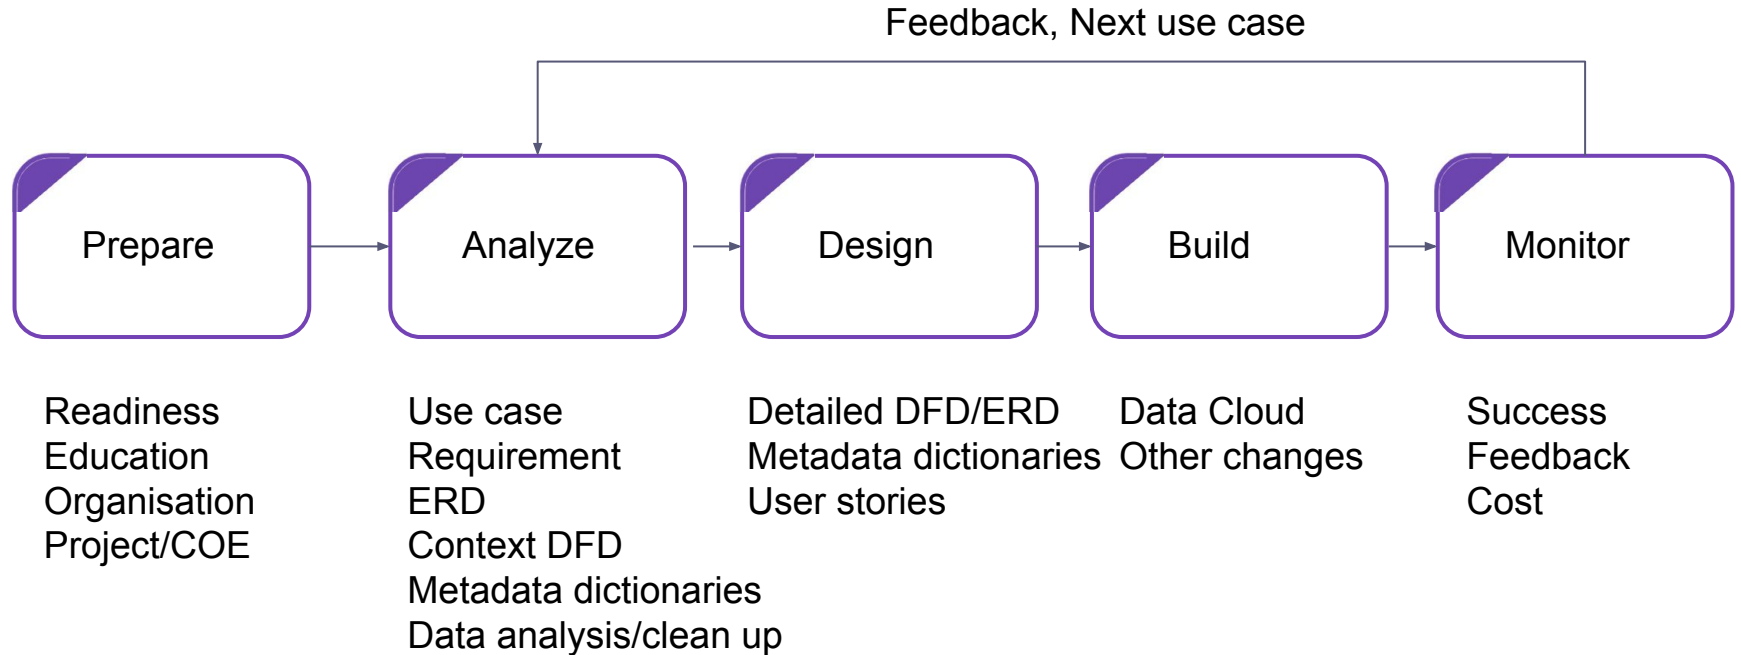 Feedback, Next use case
Prepare
Analyze
Design
Build
Monitor
Readiness
Education
Organisation
Project/COE
Use case
Requirement
ERD
Context DFD
Metadata dictionaries
Data analysis/clean up
Detailed DFD/ERD
Metadata dictionaries
User stories
Data Cloud
Other changes
Success
Feedback
Cost